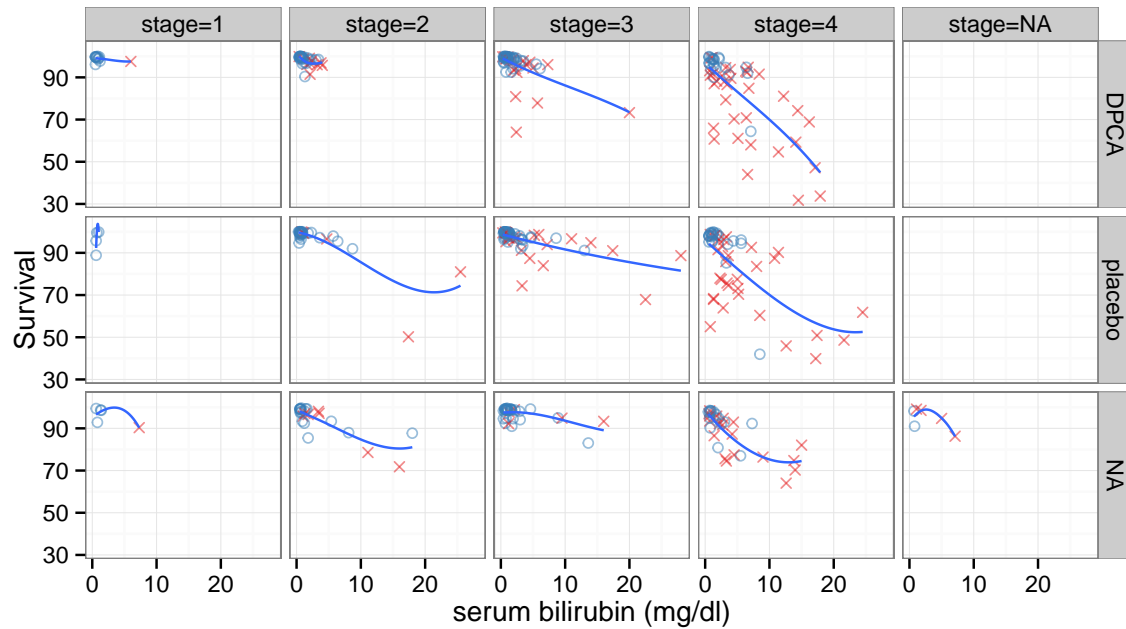 stage=1 stage=2 stage=3 stage=4 stage=NA
90
70
50
30
DPCA
90
70
50
30
placebo
90
70
50
30
NA
Survival
0 10 20 0 10 20 0 10 20 0 10 20 0 10 20
serum bilirubin (mg/dl)